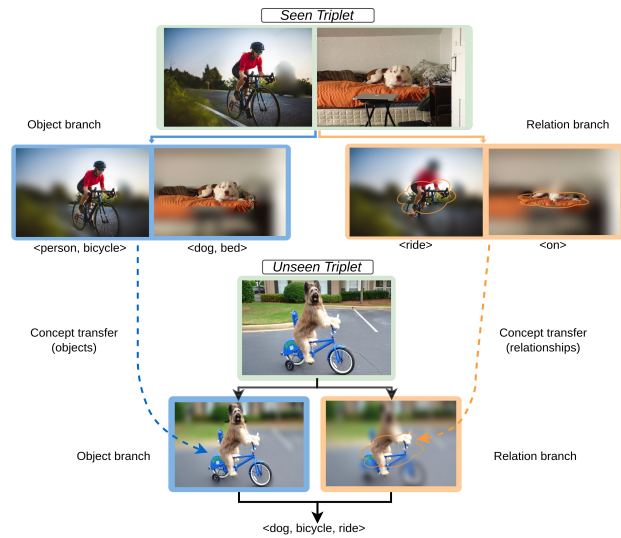 Seen Triplet
Object branch
Relation branch
<person, bicycle>
<dog, bed>
<ride>
<on>
Unseen Triplet
Concept transfer
(objects)
Concept transfer
(relationships)
Object branch
Relation branch
<dog, bicycle, ride>